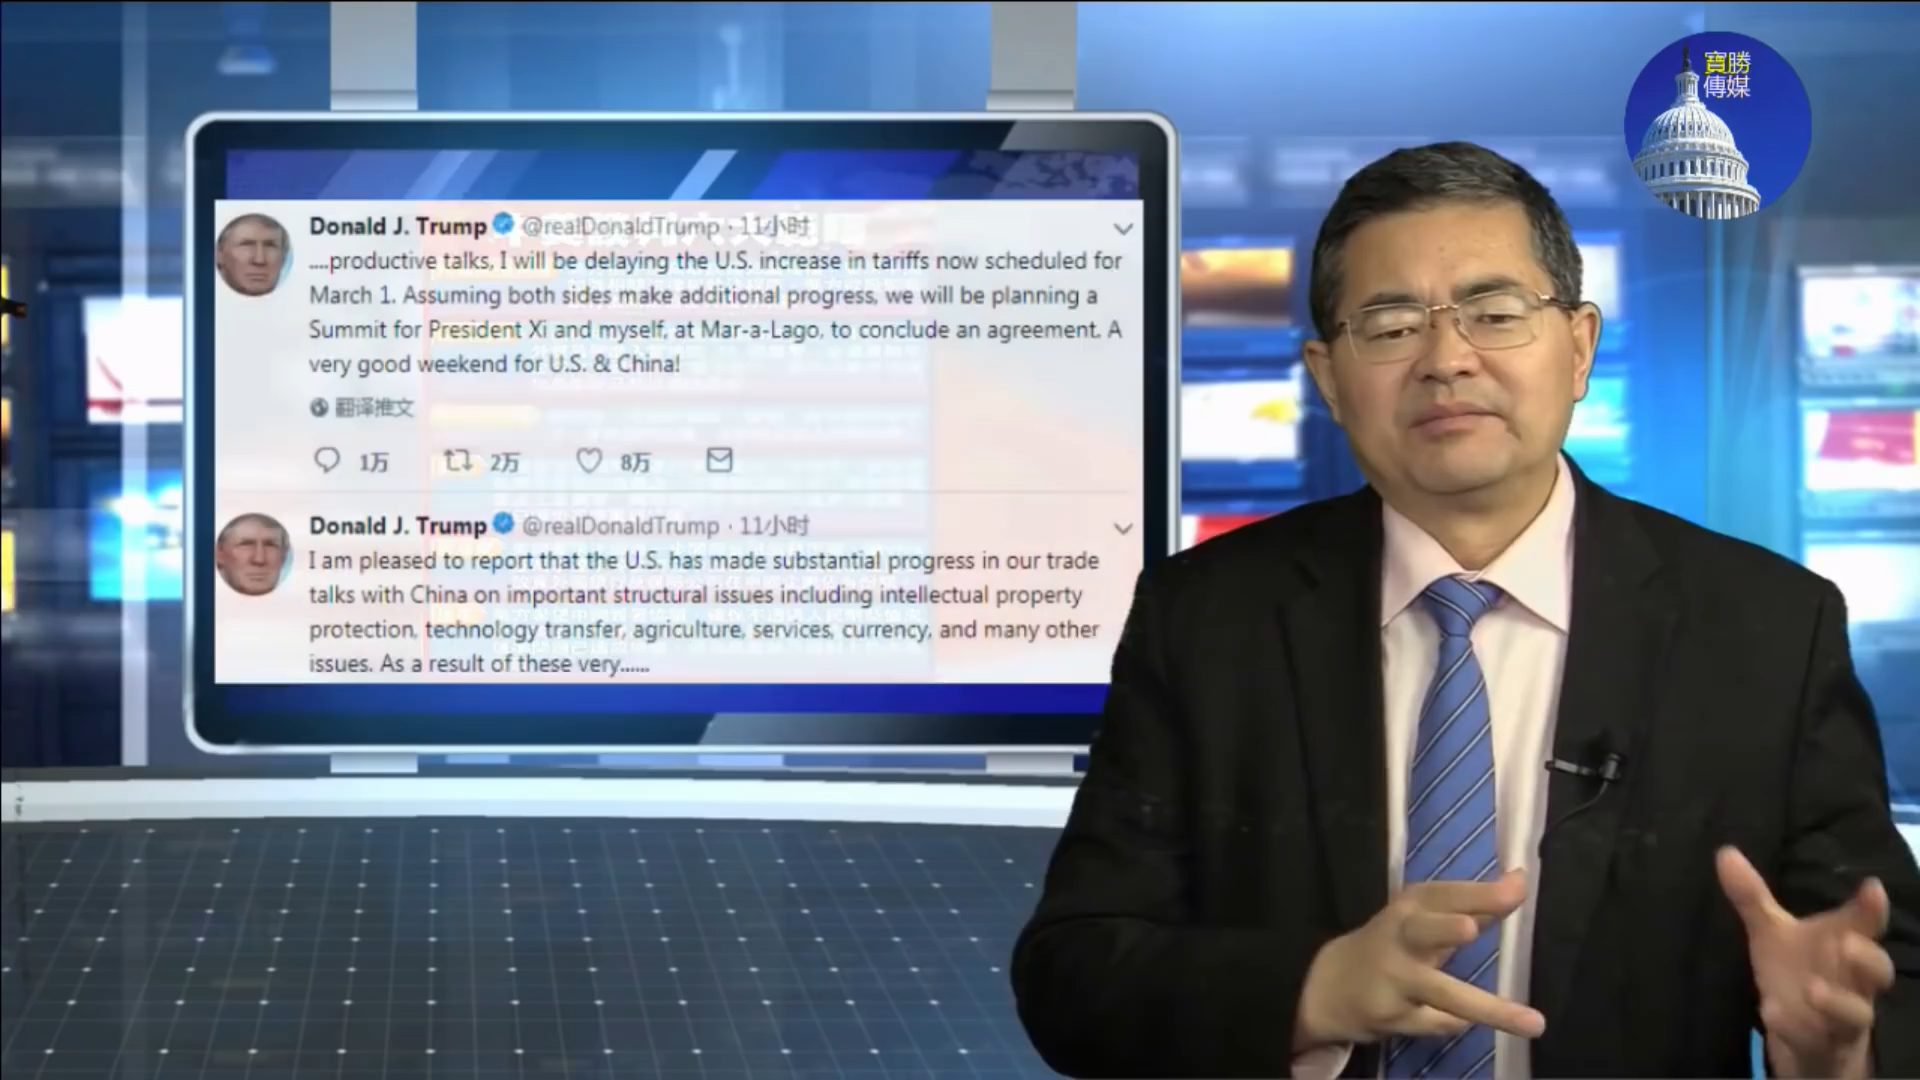 寶勝
傳媒
Donald J. Trump @realDonaldTrump · 11小时
....productive talks, I will be delaying the U.S. increase in tariffs now scheduled for
March 1. Assuming both sides make additional progress, we will be planning a
Summit for President Xi and myself, at Mar-a-Lago, to conclude an agreement. A
very good weekend for U.S. & China!
翻译推文
1万 2万 8万
Donald J. Trump @realDonaldTrump · 11小时
I am pleased to report that the U.S. has made substantial progress in our trade
talks with China on important structural issues including intellectual property
protection, technology transfer, agriculture, services, currency, and many other
issues. As a result of these very......